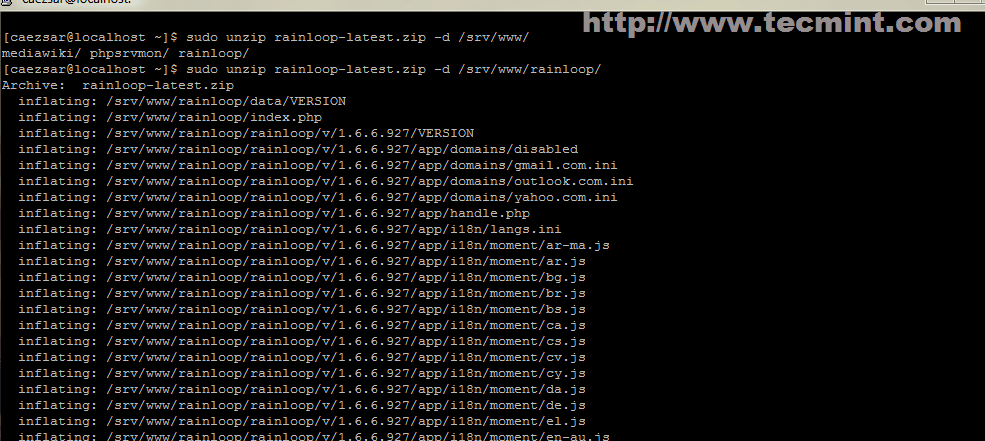 caezsar@localhost:
http://www.tecmint.com
[caezsar@localhost ~]$ sudo unzip rainloop-latest.zip -d /srv/www/
mediawiki/ phpsrvmon/ rainloop/
[caezsar@localhost ~]$ sudo unzip rainloop-latest.zip -d /srv/www/rainloop/
Archive:  rainloop-latest.zip
  inflating: /srv/www/rainloop/data/VERSION
  inflating: /srv/www/rainloop/index.php
  inflating: /srv/www/rainloop/rainloop/v/1.6.6.927/VERSION
  inflating: /srv/www/rainloop/rainloop/v/1.6.6.927/app/domains/disabled
  inflating: /srv/www/rainloop/rainloop/v/1.6.6.927/app/domains/gmail.com.ini
  inflating: /srv/www/rainloop/rainloop/v/1.6.6.927/app/domains/outlook.com.ini
  inflating: /srv/www/rainloop/rainloop/v/1.6.6.927/app/domains/yahoo.com.ini
  inflating: /srv/www/rainloop/rainloop/v/1.6.6.927/app/handle.php
  inflating: /srv/www/rainloop/rainloop/v/1.6.6.927/app/i18n/langs.ini
  inflating: /srv/www/rainloop/rainloop/v/1.6.6.927/app/i18n/moment/ar-ma.js
  inflating: /srv/www/rainloop/rainloop/v/1.6.6.927/app/i18n/moment/ar.js
  inflating: /srv/www/rainloop/rainloop/v/1.6.6.927/app/i18n/moment/bg.js
  inflating: /srv/www/rainloop/rainloop/v/1.6.6.927/app/i18n/moment/br.js
  inflating: /srv/www/rainloop/rainloop/v/1.6.6.927/app/i18n/moment/bs.js
  inflating: /srv/www/rainloop/rainloop/v/1.6.6.927/app/i18n/moment/ca.js
  inflating: /srv/www/rainloop/rainloop/v/1.6.6.927/app/i18n/moment/cs.js
  inflating: /srv/www/rainloop/rainloop/v/1.6.6.927/app/i18n/moment/cv.js
  inflating: /srv/www/rainloop/rainloop/v/1.6.6.927/app/i18n/moment/cy.js
  inflating: /srv/www/rainloop/rainloop/v/1.6.6.927/app/i18n/moment/da.js
  inflating: /srv/www/rainloop/rainloop/v/1.6.6.927/app/i18n/moment/de.js
  inflating: /srv/www/rainloop/rainloop/v/1.6.6.927/app/i18n/moment/el.js
  inflating: /srv/www/rainloop/rainloop/v/1.6.6.927/app/i18n/moment/en-au.js